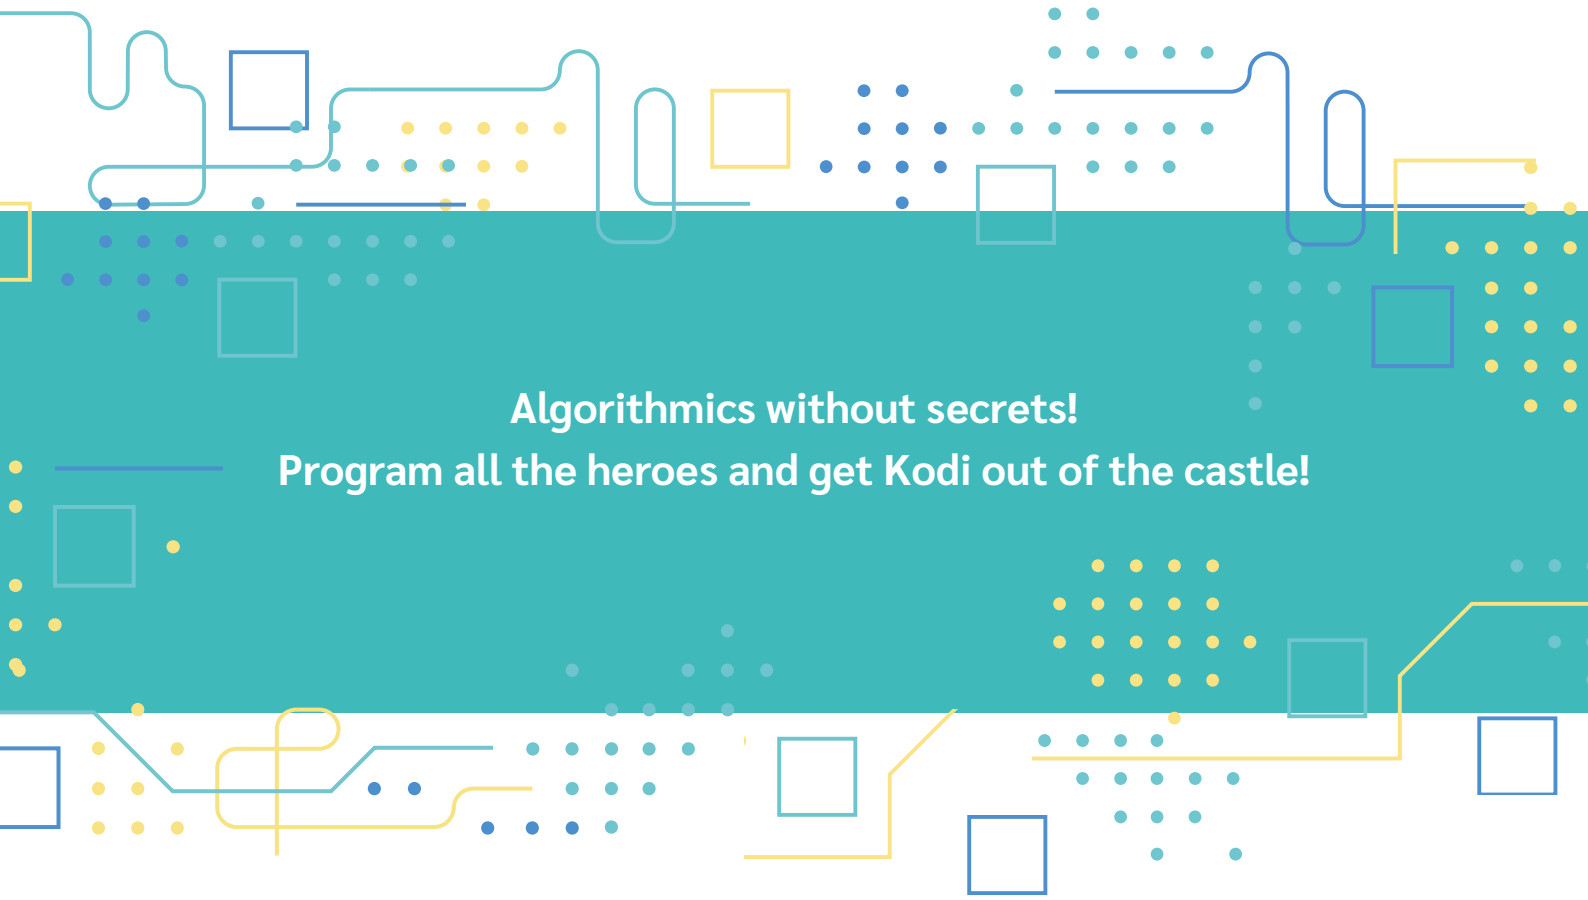 Algorithmics without secrets!
Program all the heroes and get Kodi out of the castle!